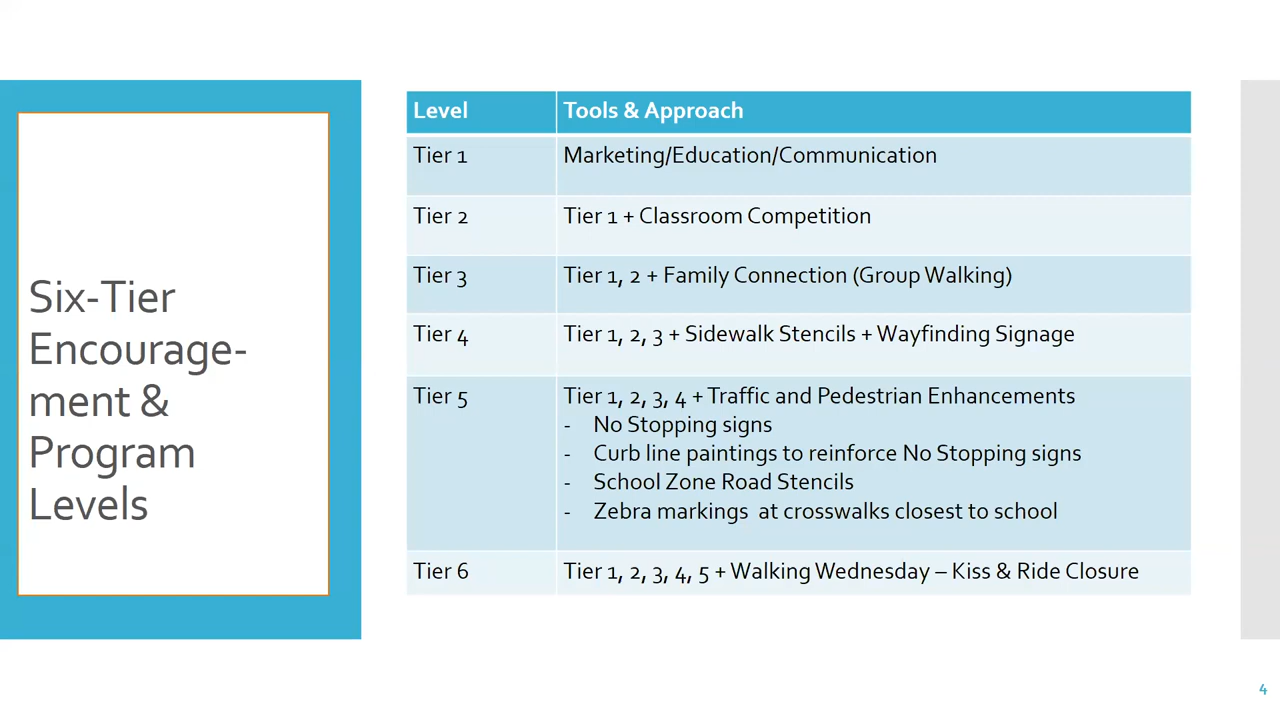 Six-Tier
Encourage-
ment &
Program
Levels
Level Tools & Approach
Tier 1 Marketing/Education/Communication
Tier 2 Tier 1 + Classroom Competition
Tier 3 Tier 1, 2 + Family Connection (Group Walking)
Tier 4 Tier 1, 2, 3 + Sidewalk Stencils + Wayfinding Signage
Tier 5 Tier 1, 2, 3, 4 + Traffic and Pedestrian Enhancements
- No Stopping signs
- Curb line paintings to reinforce No Stopping signs
- School Zone Road Stencils
- Zebra markings at crosswalks closest to school
Tier 6 Tier 1, 2, 3, 4, 5 + Walking Wednesday – Kiss & Ride Closure
4